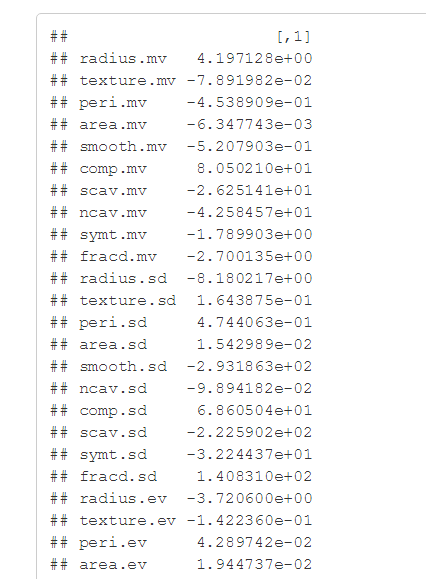 ## [,1]
## radius.mv 4.197128e+00
## texture.mv -7.891982e-02
## peri.mv -4.538909e-01
## area.mv -6.347743e-03
## smooth.mv -5.207903e-01
## comp.mv 8.050210e+01
## scav.mv -2.625141e+01
## ncav.mv -4.258457e+01
## symt.mv -1.789903e+00
## fracd.mv -2.700135e+00
## radius.sd -8.180217e+00
## texture.sd 1.643875e-01
## peri.sd 4.744063e-01
## area.sd 1.542989e-02
## smooth.sd -2.931863e+02
## ncav.sd -9.894182e-02
## comp.sd 6.860504e+01
## scav.sd -2.225902e+02
## symt.sd -3.224437e+01
## fracd.sd 1.408310e+02
## radius.ev -3.720600e+00
## texture.ev -1.422360e-01
## peri.ev 4.289742e-02
## area.ev 1.944737e-02